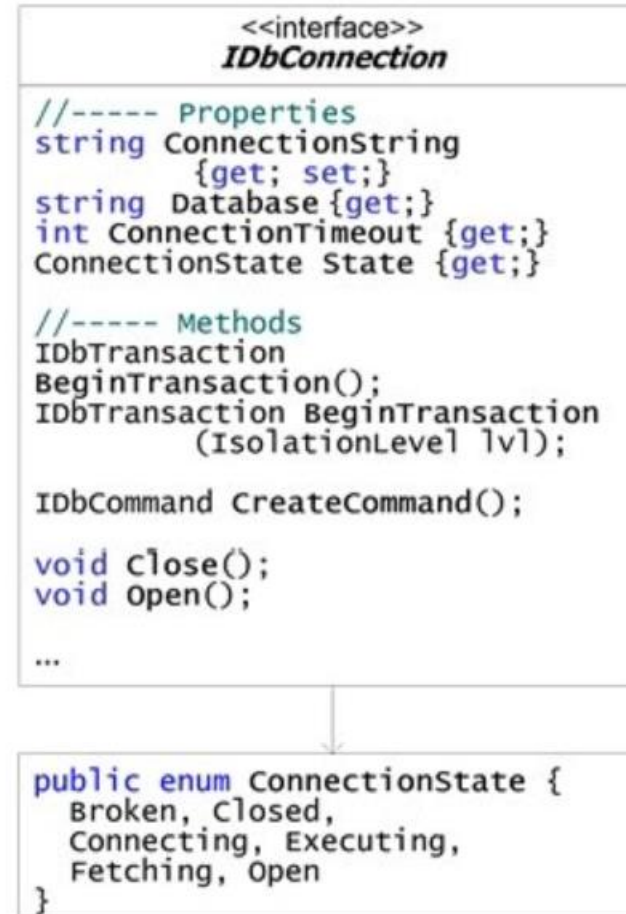 <<interface>>
IDbConnection
//----- Properties
string ConnectionString
{get; set;}
string Database {get;}
int ConnectionTimeout {get;}
ConnectionState State {get;}
//----- Methods
IDbTransaction
BeginTransaction();
IDbTransaction BeginTransaction
(IsolationLevel lvl);
IDbCommand CreateCommand();
void Close();
void Open();
...
public enum ConnectionState {
Broken, Closed,
Connecting, Executing,
Fetching, Open
}